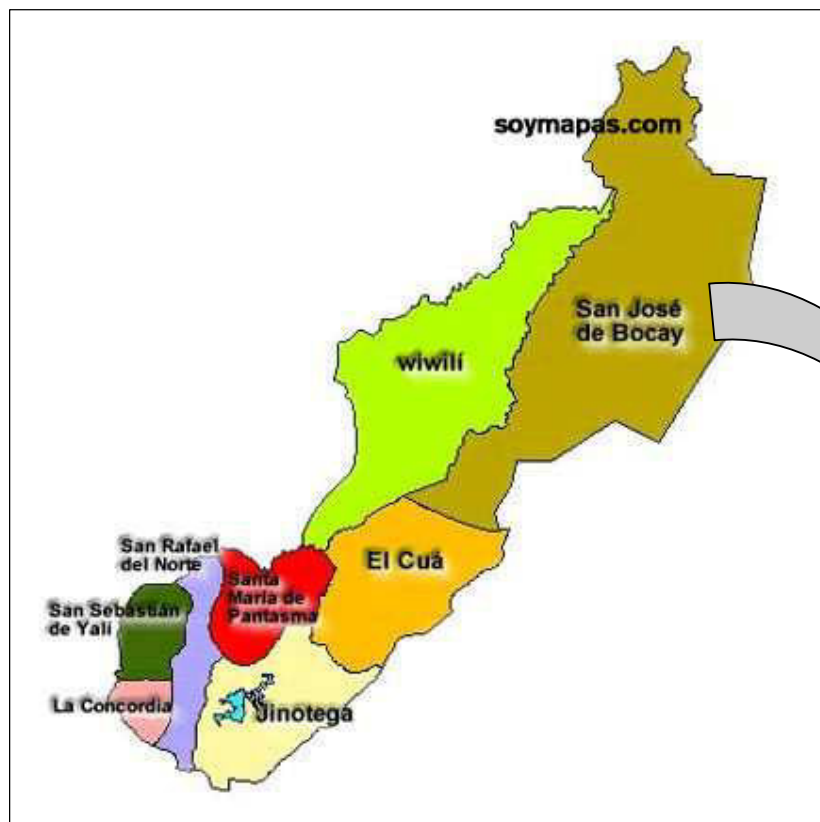 soymapas.com
San José
de Bocay
wiwilí
San Rafael
del Norte
El Cuá
Santa
María de
Pantasma
San Sebastián
de Yalí
La Concordia
Jinotega